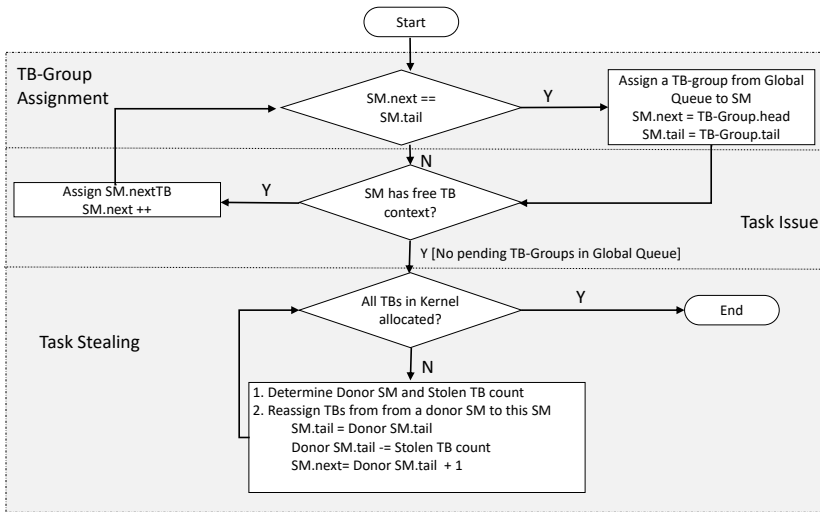 Start
TB-Group
Assignment
SM.next ==
SM.tail
Y
Assign a TB-group from Global
Queue to SM
SM.next = TB-Group.head
SM.tail = TB-Group.tail
N
Assign SM.nextTB
SM.next ++
Y
SM has free TB
context?
Task Issue
Y [No pending TB-Groups in Global Queue]
All TBs in Kernel
allocated?
Y
End
Task Stealing
N
1. Determine Donor SM and Stolen TB count
2. Reassign TBs from from a donor SM to this SM
SM.tail = Donor SM.tail
Donor SM.tail -= Stolen TB count
SM.next= Donor SM.tail + 1